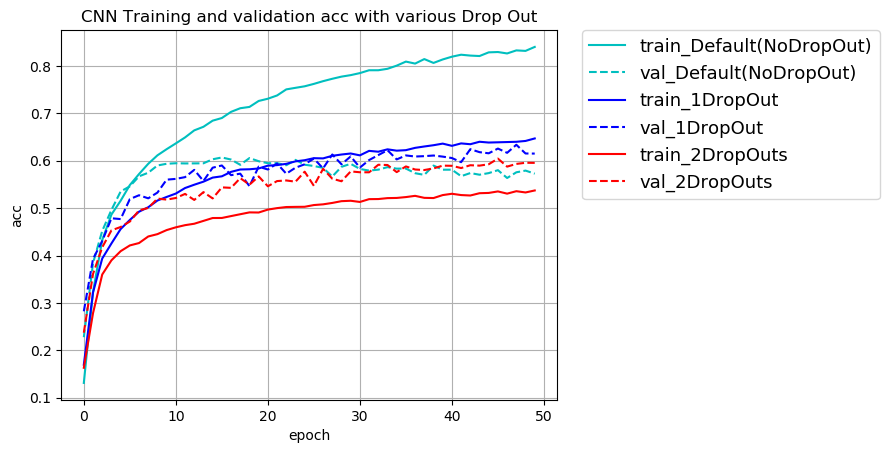 CNN Training and validation acc with various Drop Out
train_Default(NoDropOut)
val_Default(NoDropOut)
train_1DropOut
val_1DropOut
train_2DropOuts
val_2DropOuts
acc
0.8
0.7
0.6
0.5
0.4
0.3
0.2
0.1
0 10 20 30 40 50
epoch